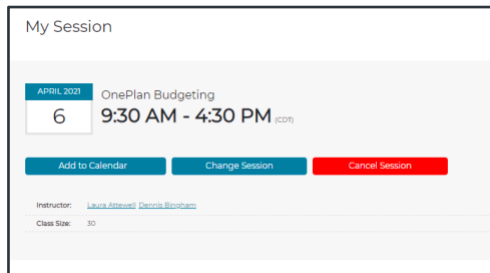 My Session
APRIL 2021
6
OnePlan Budgeting
9:30 AM - 4:30 PM (CDT)
Add to Calendar Change Session Cancel Session
Instructor: Laura Attewell Dennis Bingham
Class Size: 30